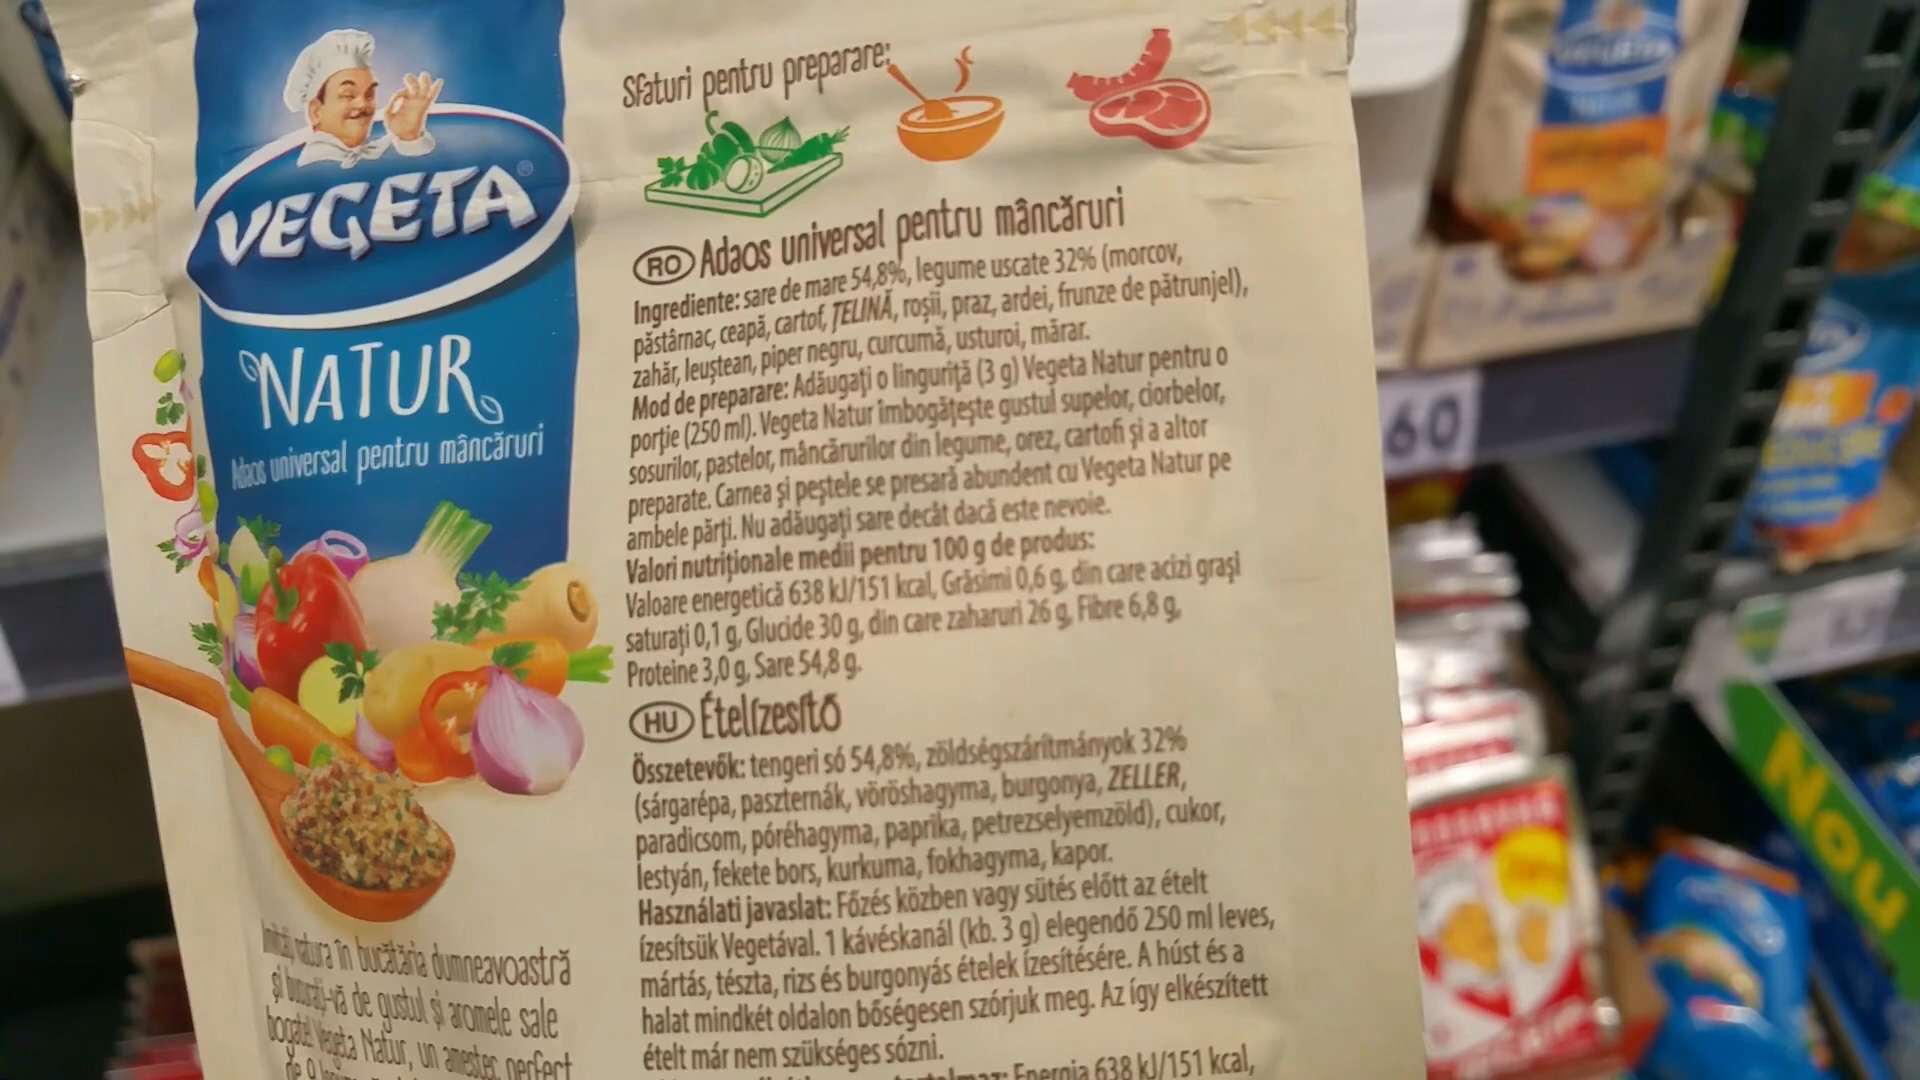 VEGETA
NATUR
Adaos universal pentru mâncăruri
natura în bucătăria dumneavoastră
și bucurați-vă de gustul și aromele sale
bogate! Vegeta Natur, un amestec perfect
de 9
Sfaturi pentru preparare:
RO Adaos universal pentru mâncăruri
Ingrediente: sare de mare 54,8%, legume uscate 32% (morcov,
păstârnac, ceapă, cartof, ȚELINĂ, roșii, praz, ardei, frunze de pătrunjel),
zahăr, leuștean, piper negru, curcumă, usturoi, mărar.
Mod de preparare: Adăugați o linguriță (3 g) Vegeta Natur pentru o
porție (250 ml). Vegeta Natur îmbogățește gustul supelor, ciorbelor,
sosurilor, pastelor, mâncărurilor din legume, orez, cartofi și a altor
preparate. Carnea și peștele se presară abundent cu Vegeta Natur pe
ambele părți. Nu adăugați sare decât dacă este nevoie.
Valori nutriționale medii pentru 100 g de produs:
Valoare energetică 638 kJ/151 kcal, Grăsimi 0,6 g, din care acizi grași
saturați 0,1 g, Glucide 30 g, din care zaharuri 26 g, Fibre 6,8 g,
Proteine 3,0 g, Sare 54,8 g.
HU Ételízesítő
Összetevők: tengeri só 54,8%, zöldségszárítmányok 32%
(sárgarépa, paszternák, vöröshagyma, burgonya, ZELLER,
paradicsom, póréhagyma, paprika, petrezselyemzöld), cukor,
lestyán, fekete bors, kurkuma, fokhagyma, kapor.
Használati javaslat: Főzés közben vagy sütés előtt az ételt
ízesítsük Vegetával. 1 kávéskanál (kb. 3 g) elegendő 250 ml leves,
mártás, tészta, rizs és burgonyás ételek ízesítésére. A húst és a
halat mindkét oldalon bőségesen szórjuk meg. Az így elkészített
ételt már nem szükséges sózni.
Energia 638 kJ/151 kcal,
60
Nou